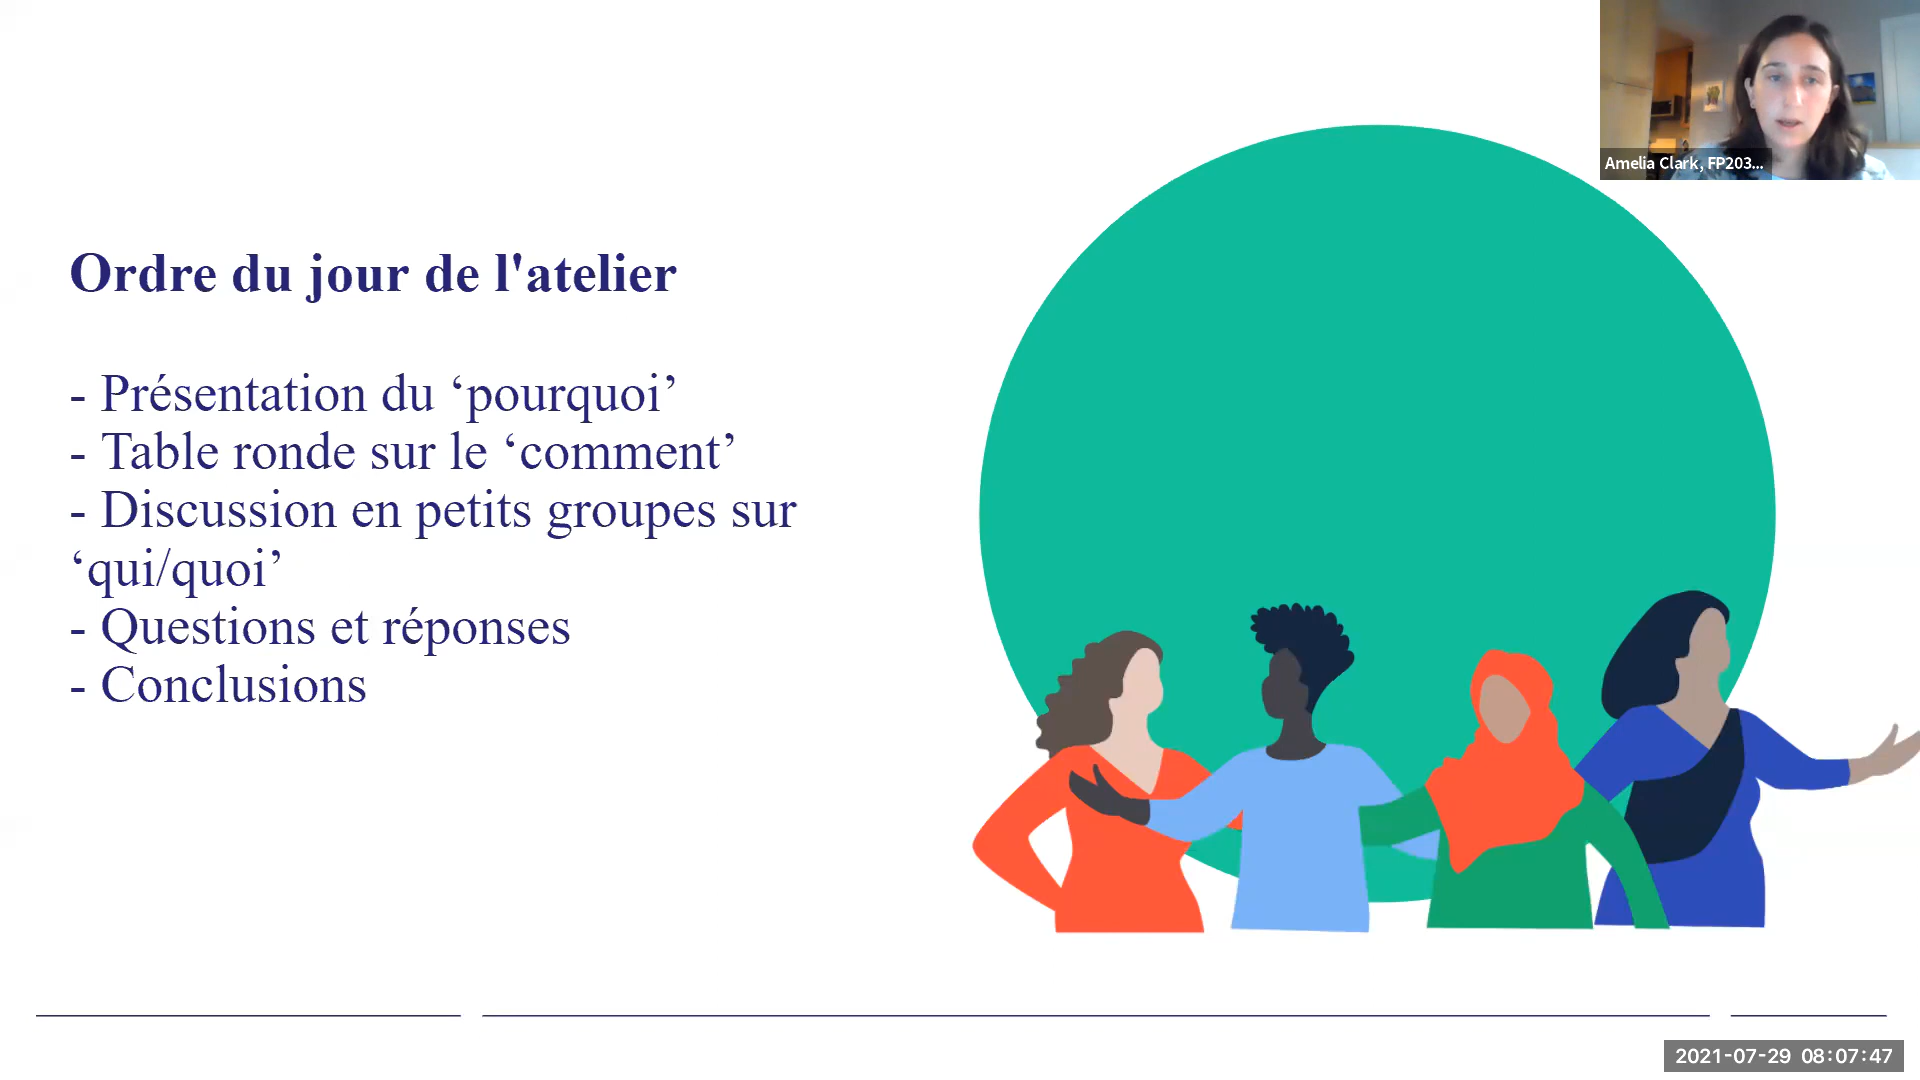 Amelia Clark, FP203...
Ordre du jour de l'atelier
- Présentation du ‘pourquoi’
- Table ronde sur le ‘comment’
- Discussion en petits groupes sur
‘qui/quoi’
- Questions et réponses
- Conclusions
2021-07-29 08:07:47